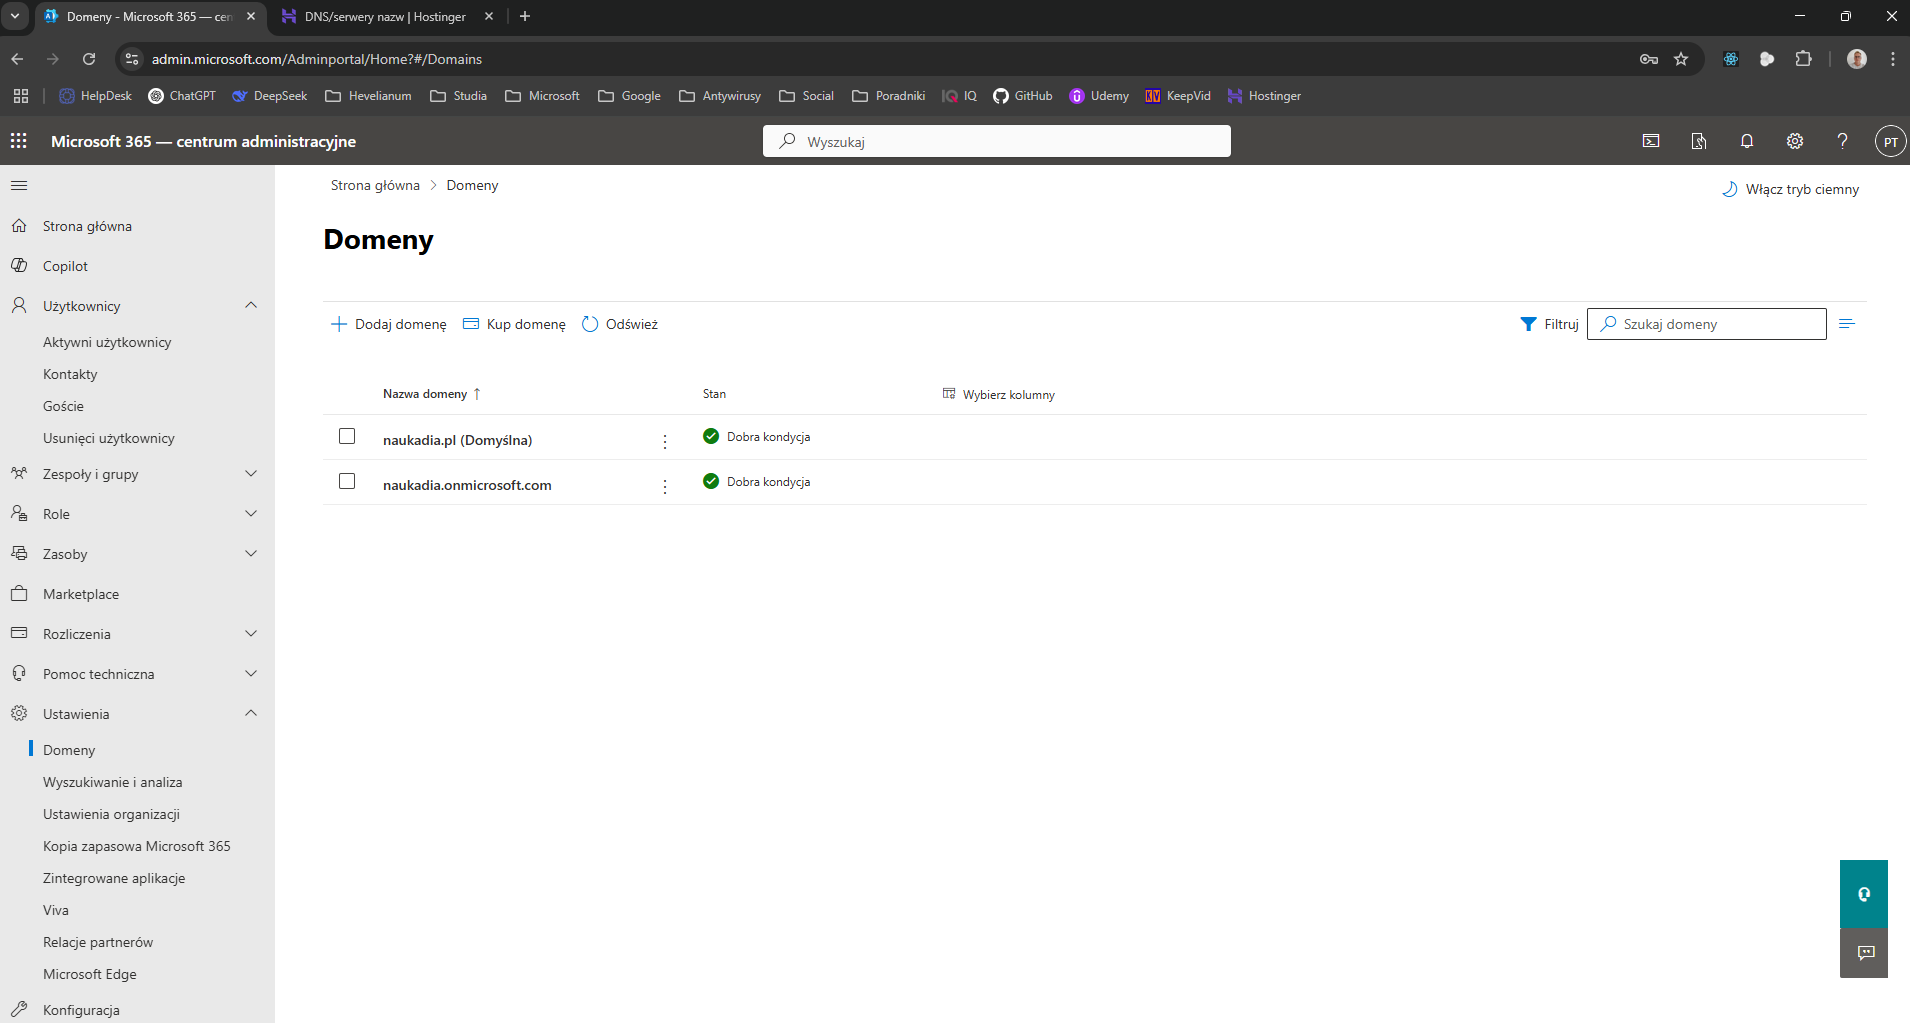 Domeny - Microsoft 365 — cen
DNS/serwery nazw | Hostinger
admin.microsoft.com/Adminportal/Home?#/Domains
HelpDesk
ChatGPT
DeepSeek
Hevelianum
Studia
Microsoft
Google
Antywirusy
Social
Poradniki
IQ
GitHub
Udemy
KeepVid
Hostinger
Microsoft 365 — centrum administracyjne
Wyszukaj
PT
Strona główna
Copilot
Użytkownicy
Aktywni użytkownicy
Kontakty
Goście
Usunięci użytkownicy
Zespoły i grupy
Role
Zasoby
Marketplace
Rozliczenia
Pomoc techniczna
Ustawienia
Domeny
Wyszukiwanie i analiza
Ustawienia organizacji
Kopia zapasowa Microsoft 365
Zintegrowane aplikacje
Viva
Relacje partnerów
Microsoft Edge
Konfiguracja
Strona główna > Domeny
Włącz tryb ciemny
Domeny
Dodaj domenę
Kup domenę
Odśwież
Filtruj
Szukaj domeny
Nazwa domeny ↑
Stan
Wybierz kolumny
naukadia.pl (Domyślna)
Dobra kondycja
naukadia.onmicrosoft.com
Dobra kondycja